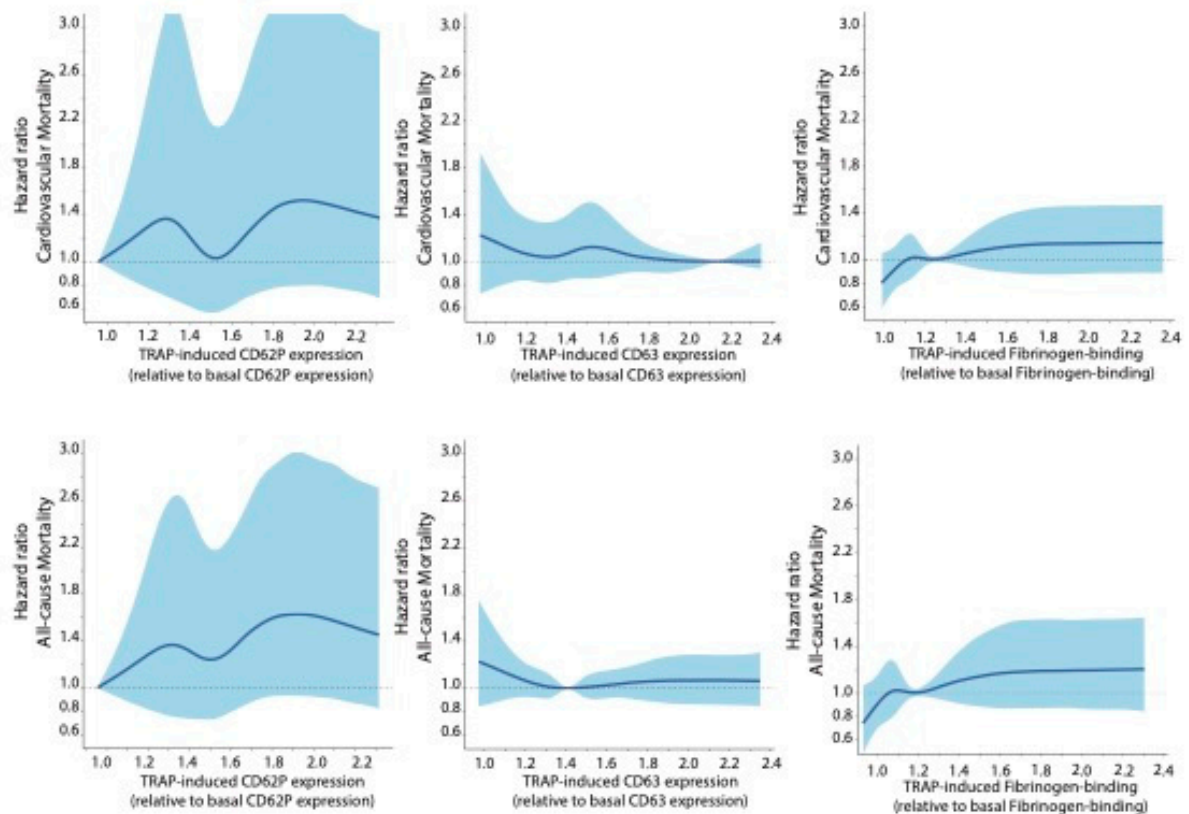 Hazard ratio
Cardiovascular Mortality
3.0
2.6
2.2
1.8
1.4
1.0
0.8
0.6
1.0 1.2 1.4 1.6 1.8 2.0 2.2
TRAP-induced CD62P expression
(relative to basal CD62P expression)
Hazard ratio
Cardiovascular Mortality
3.0
2.6
2.2
1.8
1.4
1.0
0.8
0.6
1.0 1.2 1.4 1.6 1.8 2.0 2.2 2.4
TRAP-induced CD63 expression
(relative to basal CD63 expression)
Hazard ratio
Cardiovascular Mortality
3.0
2.6
2.2
1.8
1.4
1.0
0.8
0.6
1.0 1.2 1.4 1.6 1.8 2.0 2.2 2.4
TRAP-induced Fibrinogen-binding
(relative to basal Fibrinogen-binding)
Hazard ratio
All-cause Mortality
3.0
2.6
2.2
1.8
1.4
1.0
0.8
0.6
1.0 1.2 1.4 1.6 1.8 2.0 2.2
TRAP-induced CD62P expression
(relative to basal CD62P expression)
Hazard ratio
All-cause Mortality
3.0
2.6
2.2
1.8
1.4
1.0
0.8
0.6
1.0 1.2 1.4 1.6 1.8 2.0 2.2 2.4
TRAP-induced CD63 expression
(relative to basal CD63 expression)
Hazard ratio
All-cause Mortality
3.0
2.6
2.2
1.8
1.4
1.0
0.8
0.6
1.0 1.2 1.4 1.6 1.8 2.0 2.2 2.4
TRAP-induced Fibrinogen-binding
(relative to basal Fibrinogen-binding)